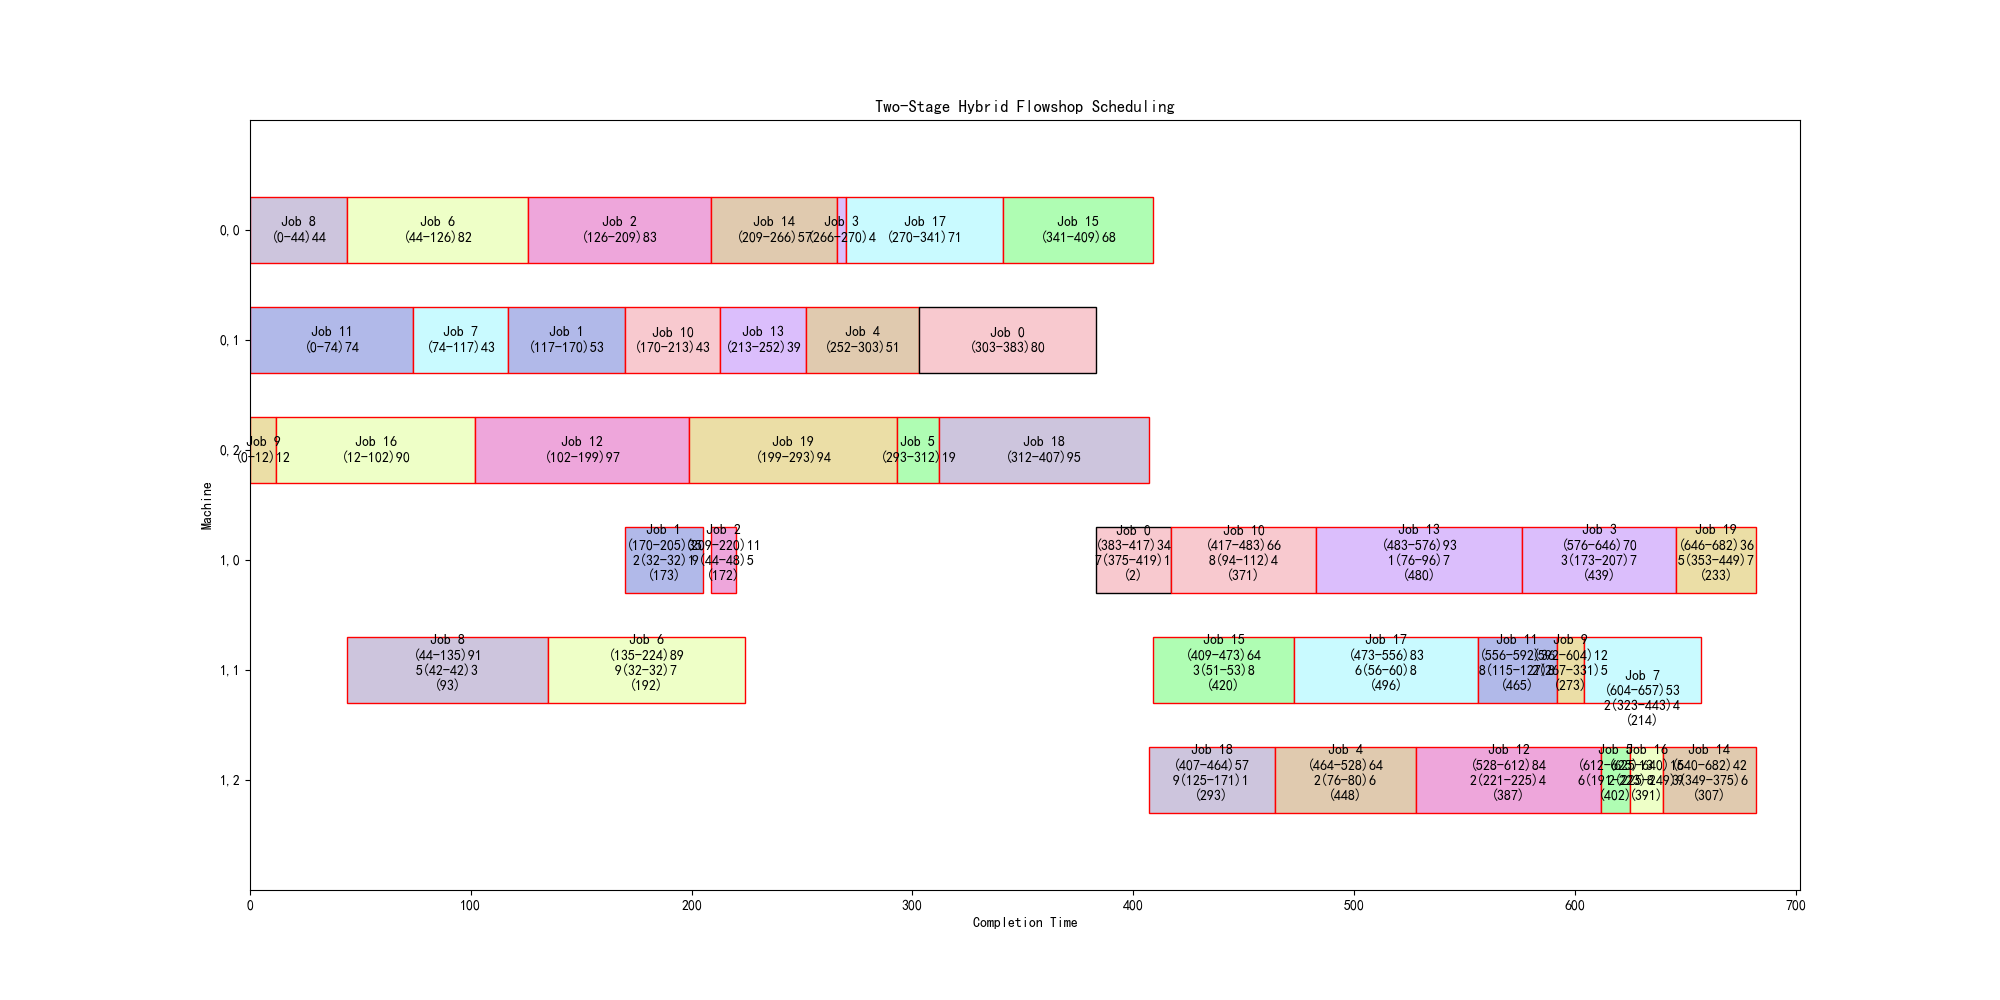 Two-Stage Hybrid Flowshop Scheduling
Machine
0,0
Job 8
(0-44)44
Job 6
(44-126)82
Job 2
(126-209)83
Job 14
(209-266)57
Job 3
(266-270)4
Job 17
(270-341)71
Job 15
(341-409)68
0,1
Job 11
(0-74)74
Job 7
(74-117)43
Job 1
(117-170)53
Job 10
(170-213)43
Job 13
(213-252)39
Job 4
(252-303)51
Job 0
(303-383)80
0,2
Job 9
(0-12)12
Job 16
(12-102)90
Job 12
(102-199)97
Job 19
(199-293)94
Job 5
(293-312)19
Job 18
(312-407)95
1,0
Job 1
(170-205)35
2(32-32)1
(173)
Job 2
(209-220)11
9(44-48)5
(172)
Job 0
(383-417)34
7(375-419)1
(2)
Job 10
(417-483)66
8(94-112)4
(371)
Job 13
(483-576)93
1(76-96)7
(480)
Job 3
(576-646)70
3(173-207)7
(439)
Job 19
(646-682)36
5(353-449)7
(233)
1,1
Job 8
(44-135)91
5(42-42)3
(93)
Job 6
(135-224)89
9(32-32)7
(192)
Job 15
(409-473)64
3(51-53)8
(420)
Job 17
(473-556)83
6(56-60)8
(496)
Job 11
(556-592)36
(465)
Job 9
(592-604)12
(273)
Job 7
(604-657)53
2(323-443)4
(214)
1,2
Job 18
(407-464)57
9(125-171)1
(293)
Job 4
(464-528)64
2(76-80)6
(448)
Job 12
(528-612)84
2(221-225)4
(387)
Job 5
(612-625)13
(402)
Job 16
(625-640)15
(391)
Job 14
(640-682)42
3(349-375)6
(307)
0
100
200
300
400
500
600
700
Completion Time